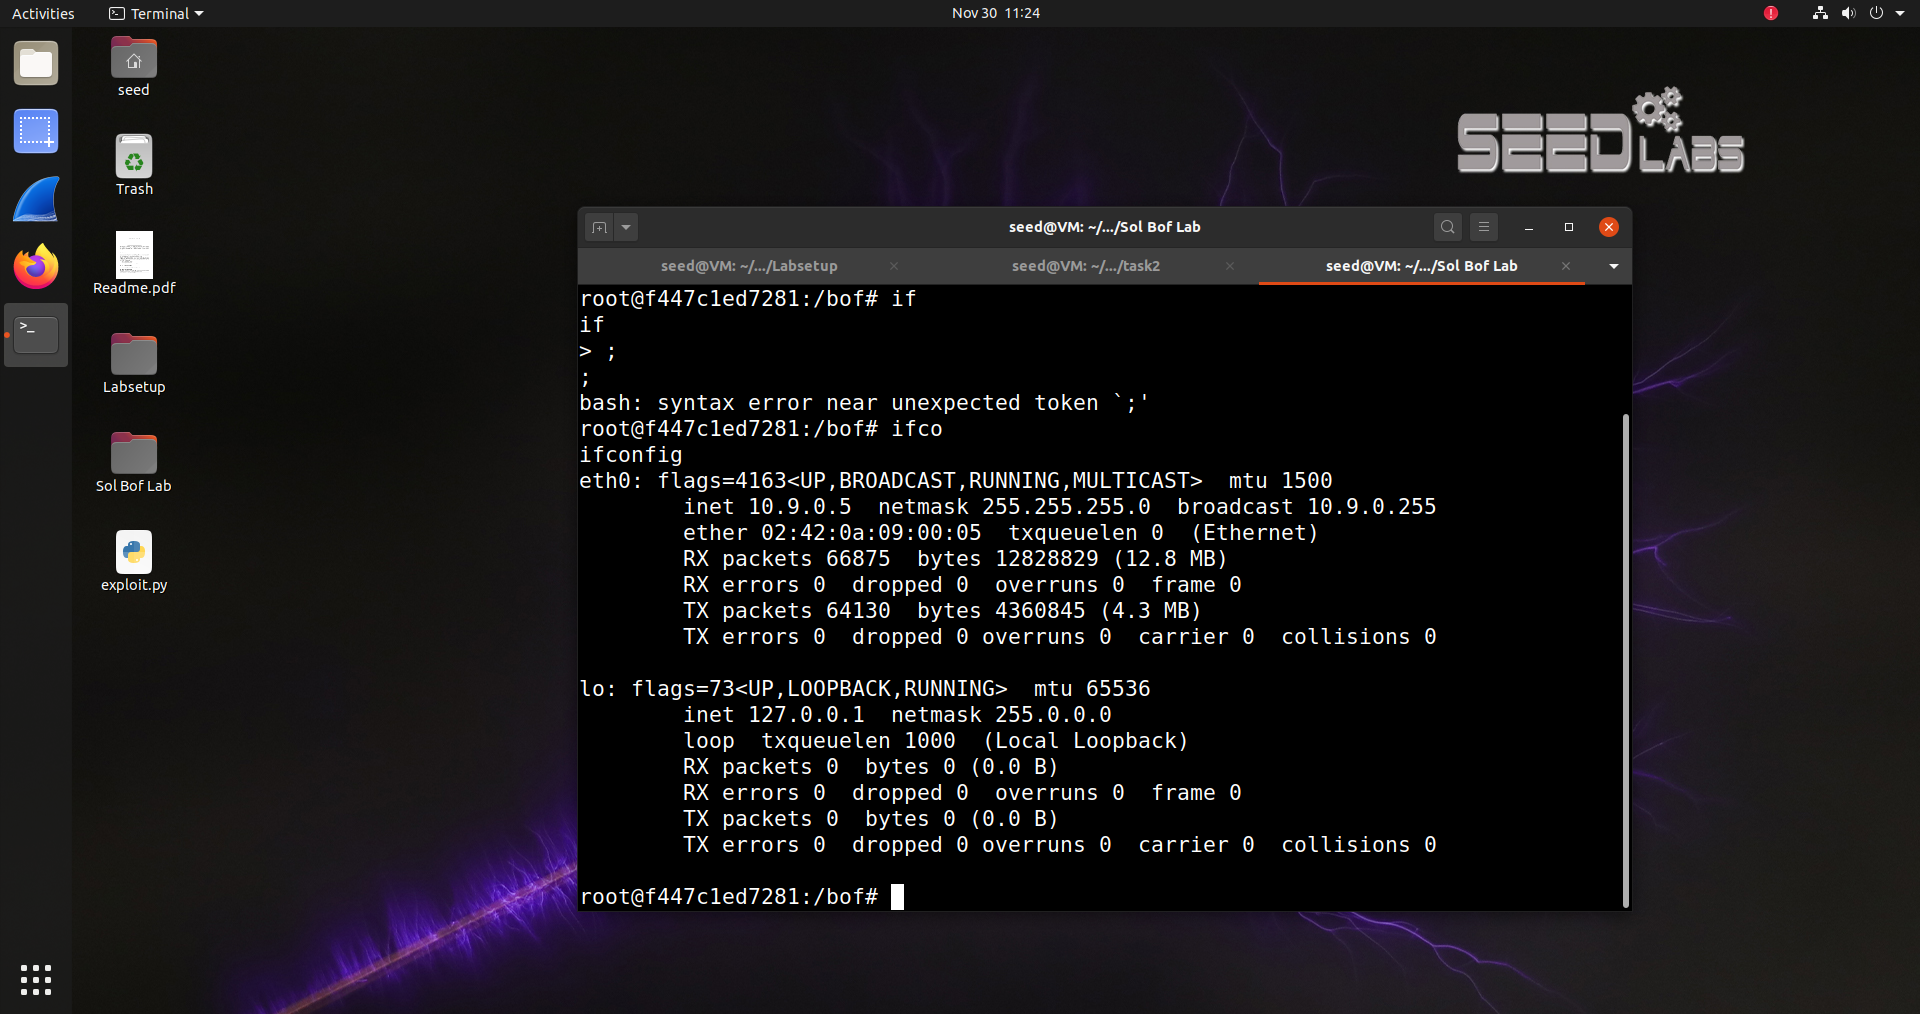 Activities
Terminal
Nov 30 11:24
seed
Trash
Readme.pdf
Labsetup
Sol Bof Lab
exploit.py
SEED LABS
seed@VM: ~/.../Sol Bof Lab
seed@VM: ~/.../Labsetup
seed@VM: ~/.../task2
seed@VM: ~/.../Sol Bof Lab
root@f447c1ed7281:/bof# if
if
> ;
;
bash: syntax error near unexpected token `;'
root@f447c1ed7281:/bof# ifco
ifconfig
eth0: flags=4163<UP,BROADCAST,RUNNING,MULTICAST>  mtu 1500
        inet 10.9.0.5  netmask 255.255.255.0  broadcast 10.9.0.255
        ether 02:42:0a:09:00:05  txqueuelen 0  (Ethernet)
        RX packets 66875  bytes 12828829 (12.8 MB)
        RX errors 0  dropped 0  overruns 0  frame 0
        TX packets 64130  bytes 4360845 (4.3 MB)
        TX errors 0  dropped 0 overruns 0  carrier 0  collisions 0
lo: flags=73<UP,LOOPBACK,RUNNING>  mtu 65536
        inet 127.0.0.1  netmask 255.0.0.0
        loop  txqueuelen 1000  (Local Loopback)
        RX packets 0  bytes 0 (0.0 B)
        RX errors 0  dropped 0  overruns 0  frame 0
        TX packets 0  bytes 0 (0.0 B)
        TX errors 0  dropped 0 overruns 0  carrier 0  collisions 0
root@f447c1ed7281:/bof#